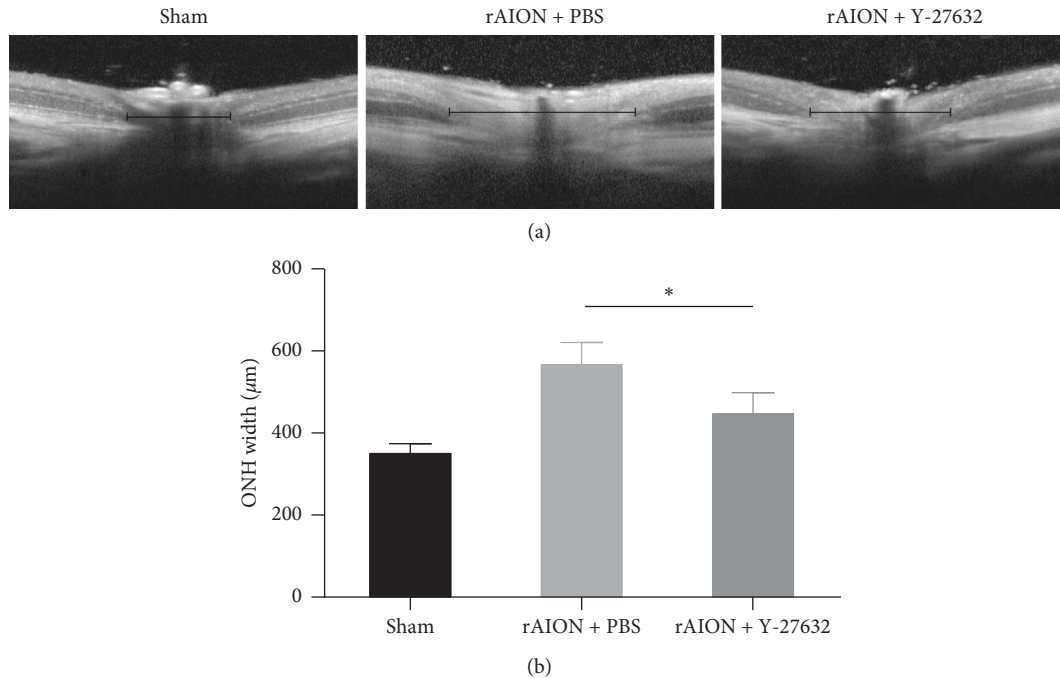 Sham rAION + PBS rAION + Y-27632
(a)
800
*
600
400
200
0
ONH width (μm)
Sham rAION + PBS rAION + Y-27632
(b)